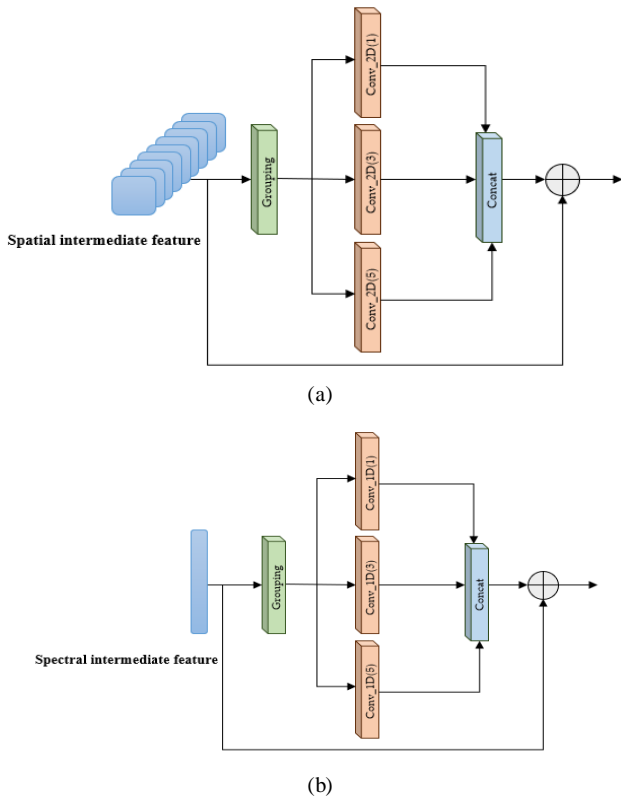 Conv_2D(1)
Grouping
Conv_2D(3)
Concat
Spatial intermediate feature
Conv_2D(5)
(a)
Conv_1D(1)
Grouping
Conv_1D(3)
Concat
Spectral intermediate feature
Conv_1D(5)
(b)